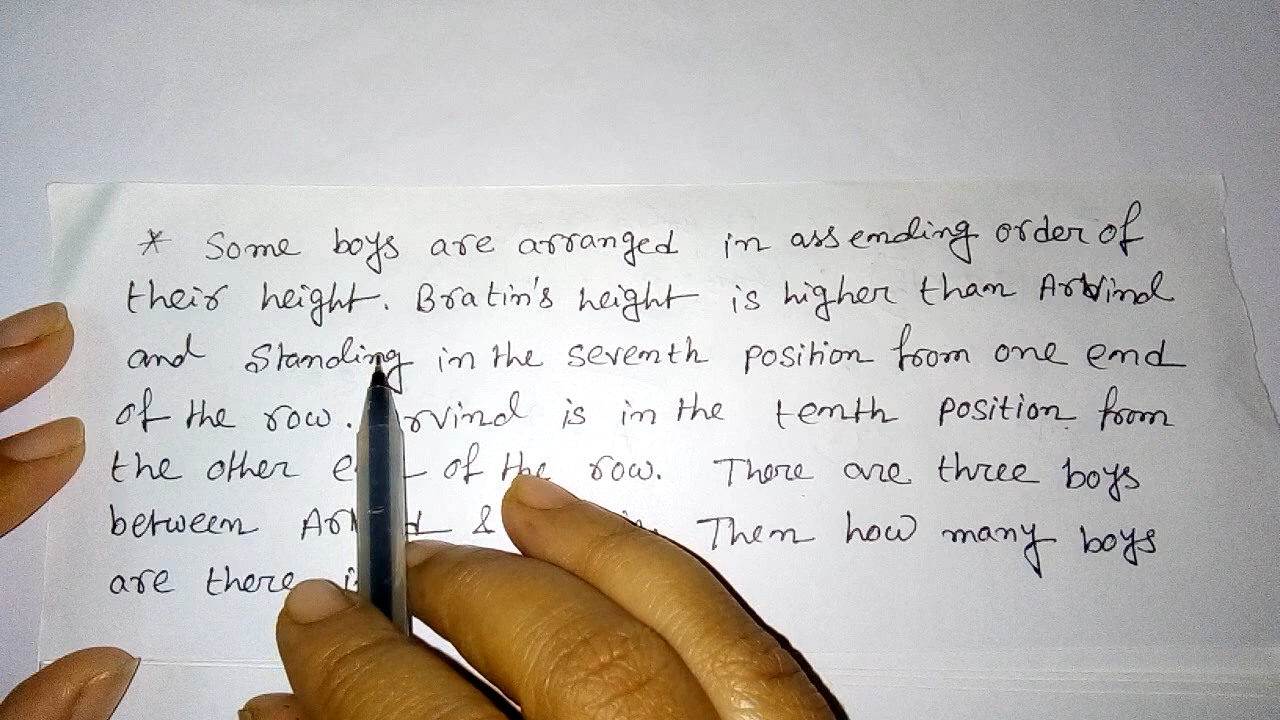 * Some boys are arranged in assending order of
their height. Bratin's height is higher than Arvind
and Standing in the seventh position from one end
of the row. rvind is in the tenth position from
the other of the row. There are three boys
between & Then how many boys
are there